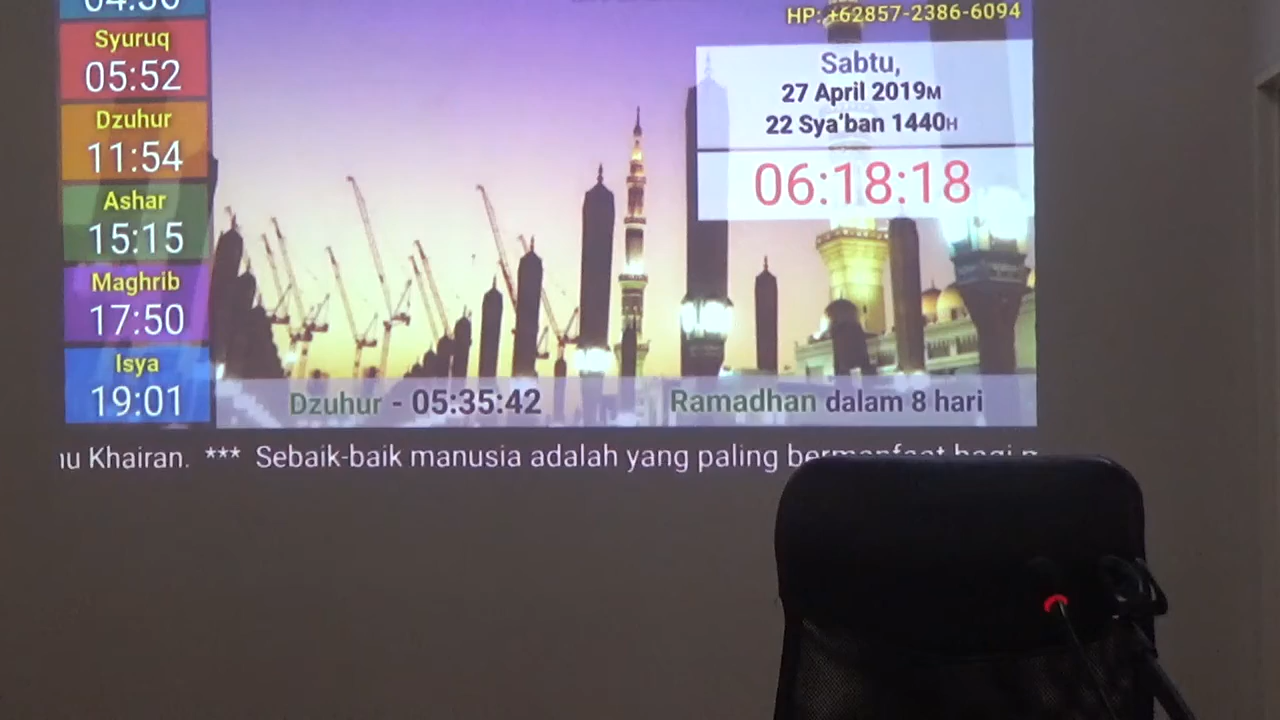 HP: +62857-2386-6094
Syuruq
05:52
Dzuhur
11:54
Ashar
15:15
Maghrib
17:50
Isya
19:01
Sabtu,
27 April 2019M
22 Sya'ban 1440H
06:18:18
Dzuhur - 05:35:42
Ramadhan dalam 8 hari
Khairan. *** Sebaik-baik manusia adalah yang paling